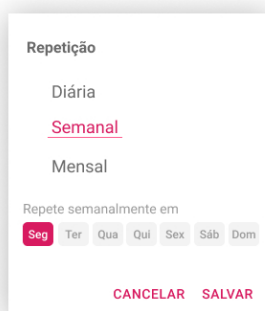 Repetição
Diária
Semanal
Mensal
Repete semanalmente em
Seg Ter Qua Qui Sex Sáb Dom
CANCELAR SALVAR